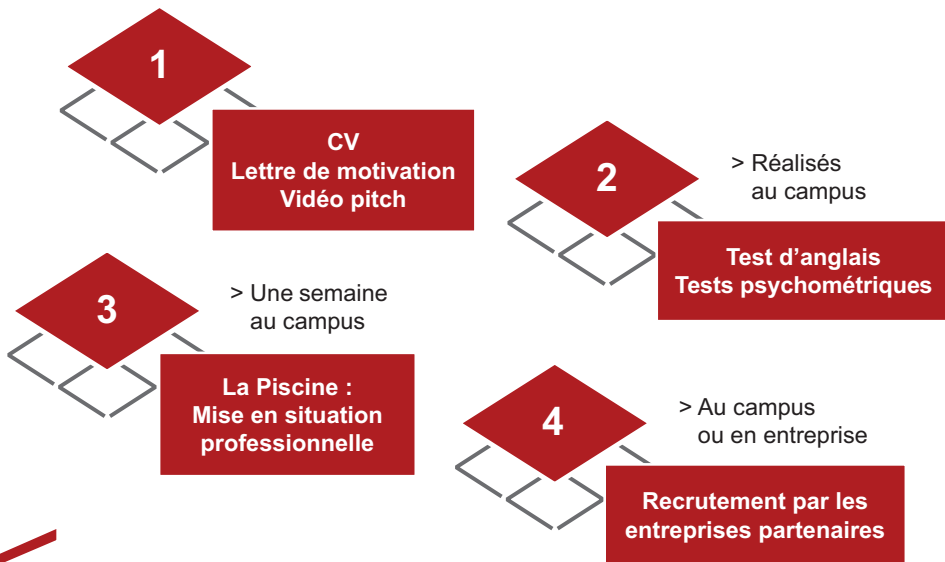 1
CV
Lettre de motivation
Vidéo pitch
2
> Réalisés
au campus
Test d’anglais
Tests psychométriques
3
> Une semaine
au campus
La Piscine :
Mise en situation
professionnelle
4
> Au campus
ou en entreprise
Recrutement par les
entreprises partenaires